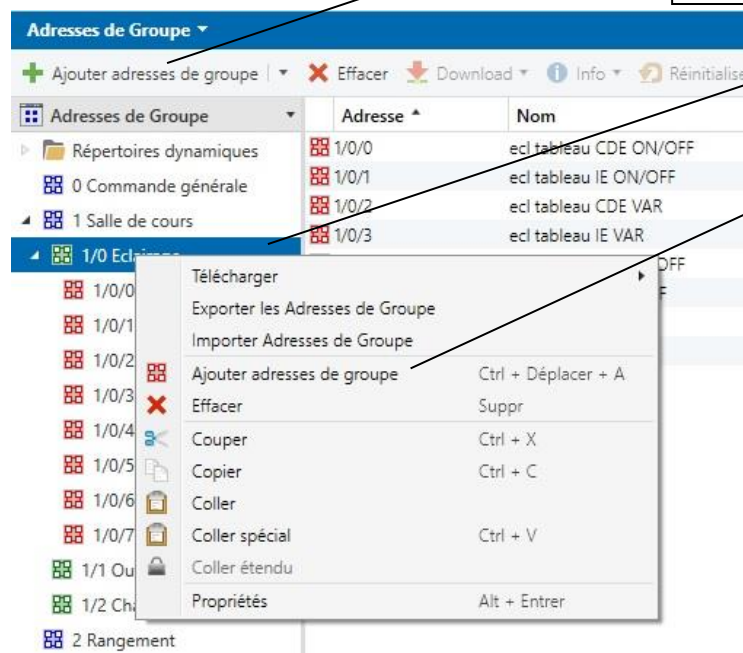 Adresses de Groupe
Ajouter adresses de groupe Effacer Download Info
Adresses de Groupe Adresse Nom
Répertoires dynamiques
0 Commande générale
1 Salle de cours
1/0
1/0/0 ecl tableau CDE ON/OFF
1/0/1 ecl tableau IE ON/OFF
1/0/2 ecl tableau CDE VAR
1/0/3 ecl tableau IE VAR
1/0/0
1/0/1
1/0/2
1/0/3
1/0/4
1/0/5
1/0/6
1/0/7
1/1
1/2
2 Rangement
Télécharger
Exporter les Adresses de Groupe
Importer Adresses de Groupe
Ajouter adresses de groupe Ctrl + Déplacer + A
Effacer Suppr
Couper Ctrl + X
Copier Ctrl + C
Coller
Coller spécial Ctrl + V
Coller étendu
Propriétés Alt + Entrer